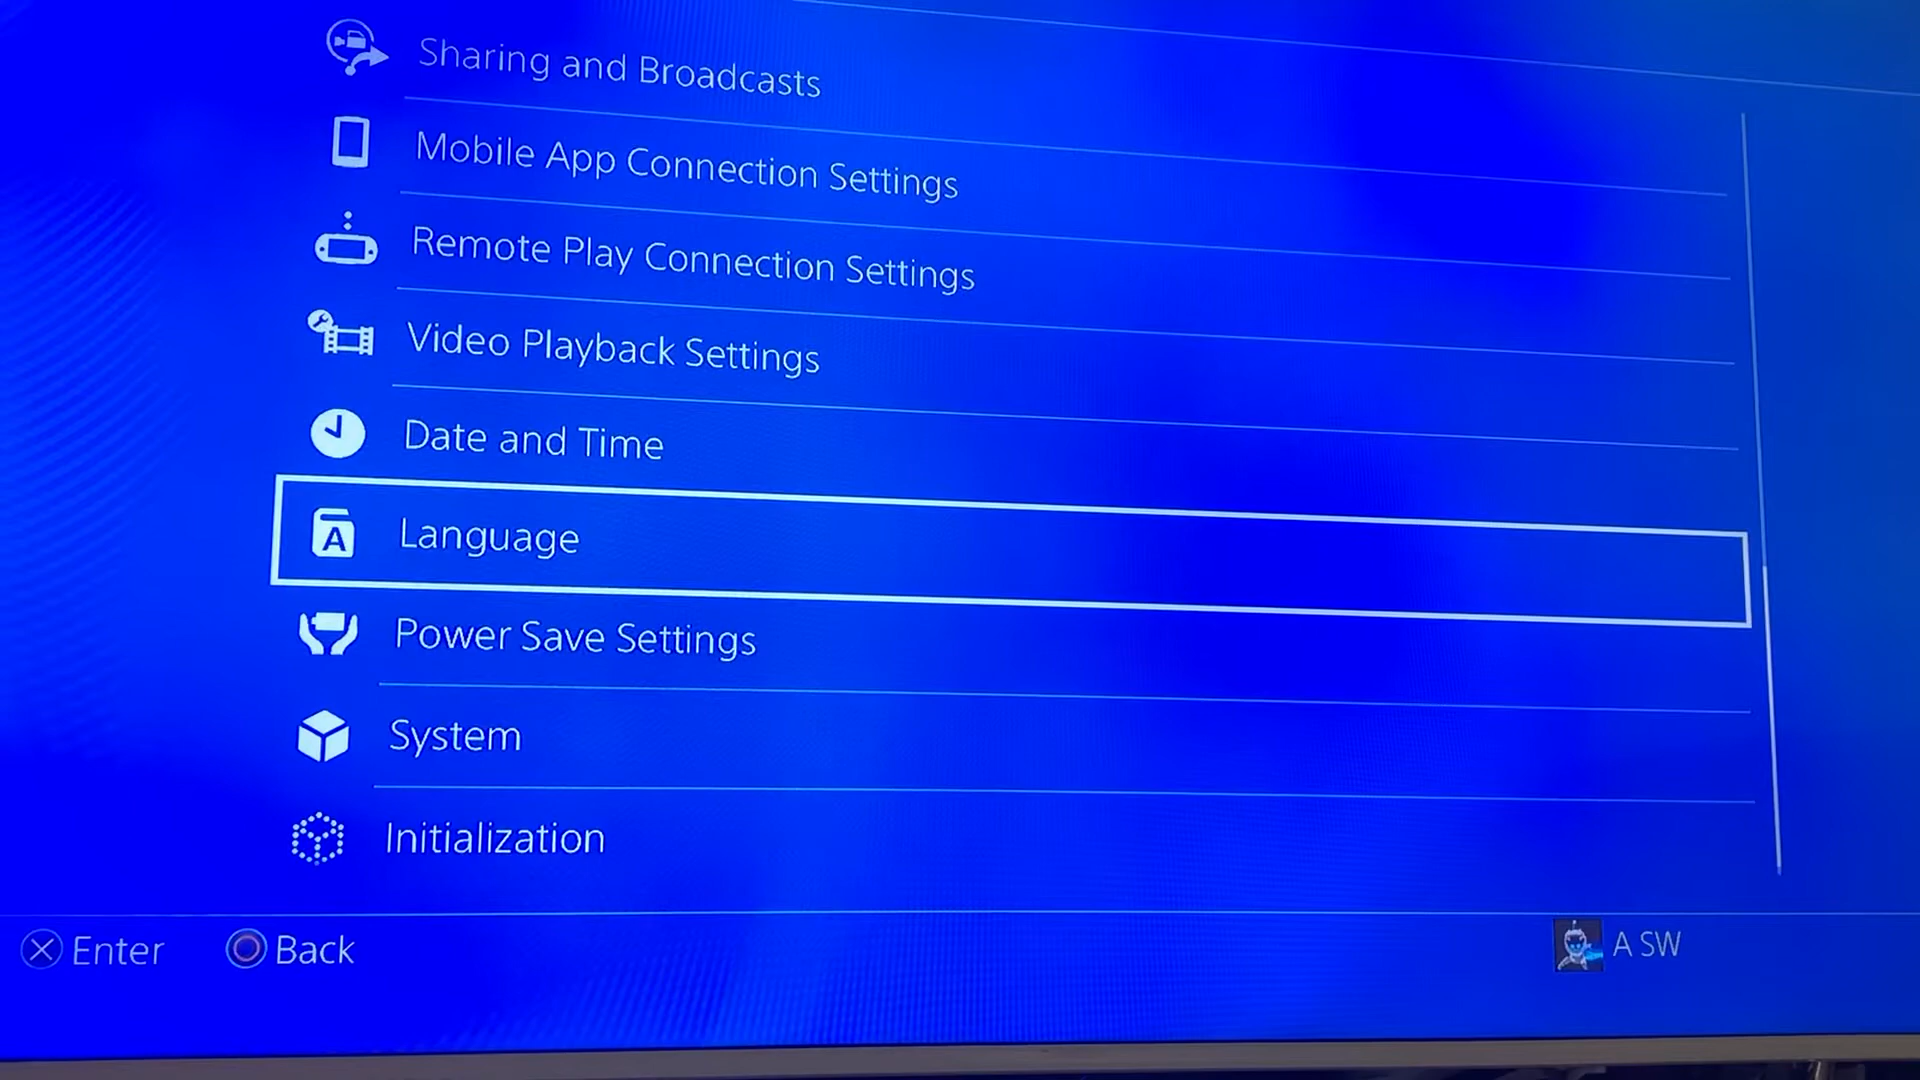 Sharing and Broadcasts
Mobile App Connection Settings
Remote Play Connection Settings
Video Playback Settings
Date and Time
Language
Power Save Settings
System
Initialization
Enter
Back
A SW